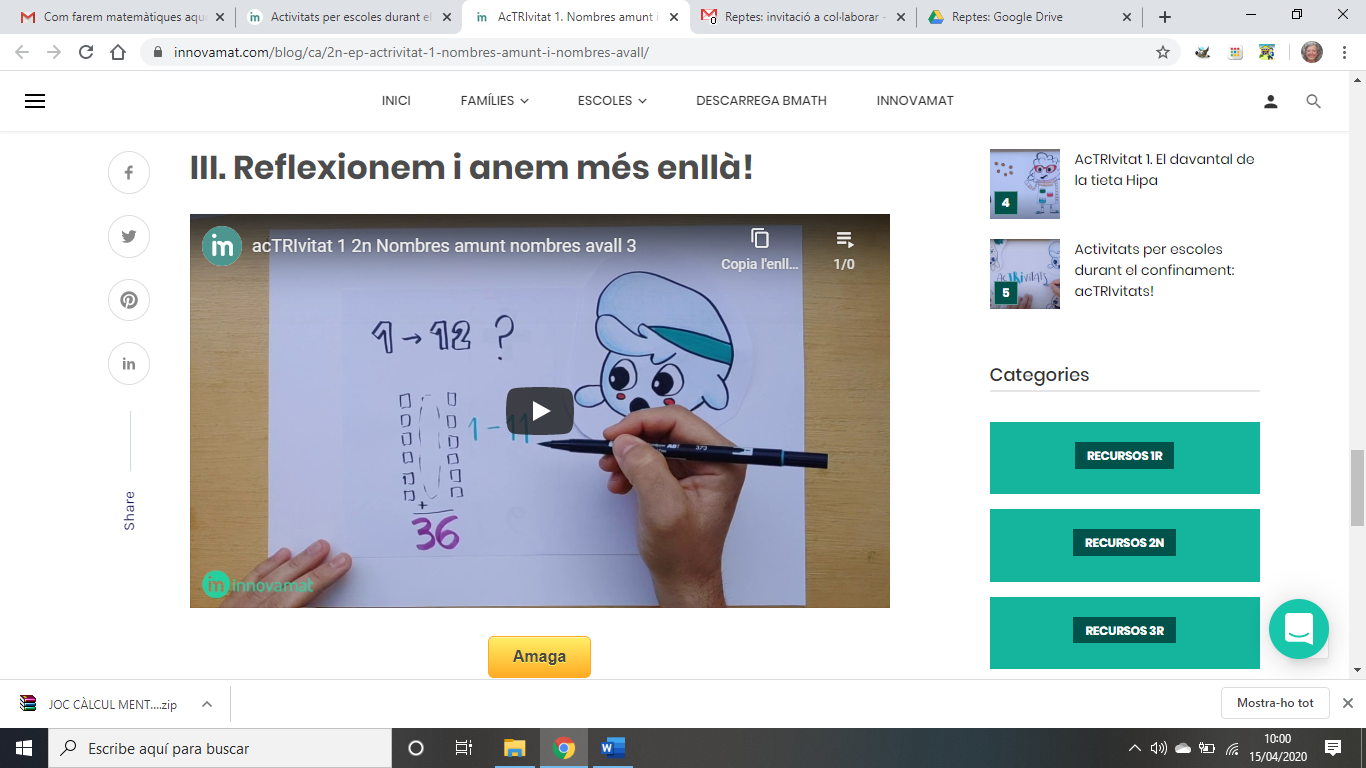 Com farem matemàtiques aqu
Activitats per escoles durant el
AcTRIvitat 1. Nombres amunt i
Reptes: invitació a col·laborar -
Reptes: Google Drive
innovamat.com/blog/ca/2n-ep-actrivitat-1-nombres-amunt-i-nombres-avall/
INICI
FAMÍLIES
ESCOLES
DESCARREGA BMATH
INNOVAMAT
III. Reflexionem i anem més enllà!
im
acTRIvitat 1 2n Nombres amunt nombres avall 3
Copia l'enll...
1/0
1 → 12 ?
1 - 11
+
36
373
im innovamat
Amaga
Share
4
AcTRIvitat 1. El davantal de
la tieta Hipa
acTRIvitats
5
Activitats per escoles
durant el confinament:
acTRIvitats!
Categories
RECURSOS 1R
RECURSOS 2N
RECURSOS 3R
JOC CÀLCUL MENT....zip
Mostra-ho tot
Escribe aquí para buscar
10:00
15/04/2020